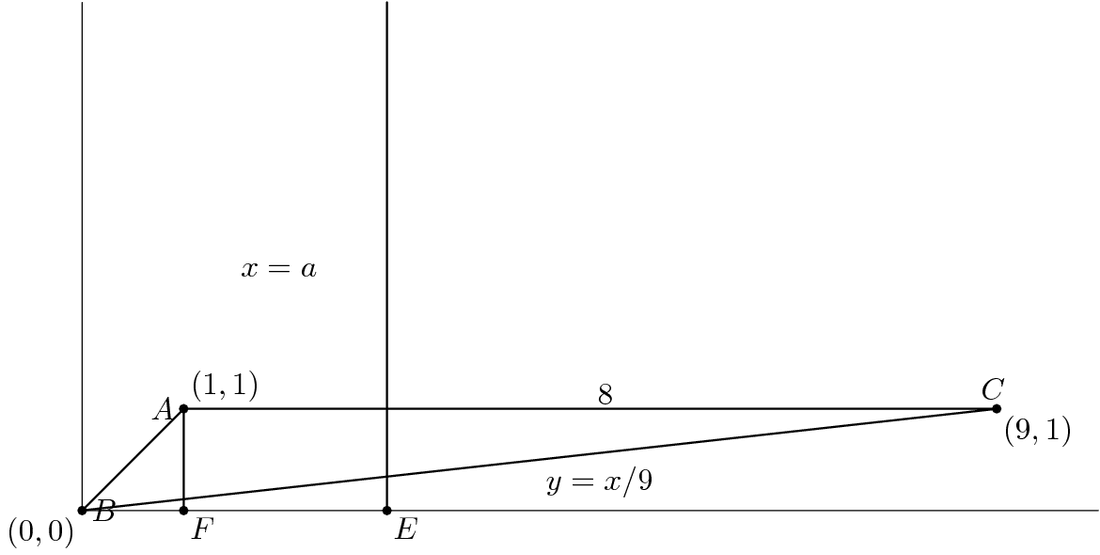 x = a
(1, 1)
A
8
C
(9, 1)
y = x/9
B
(0, 0)
F
E